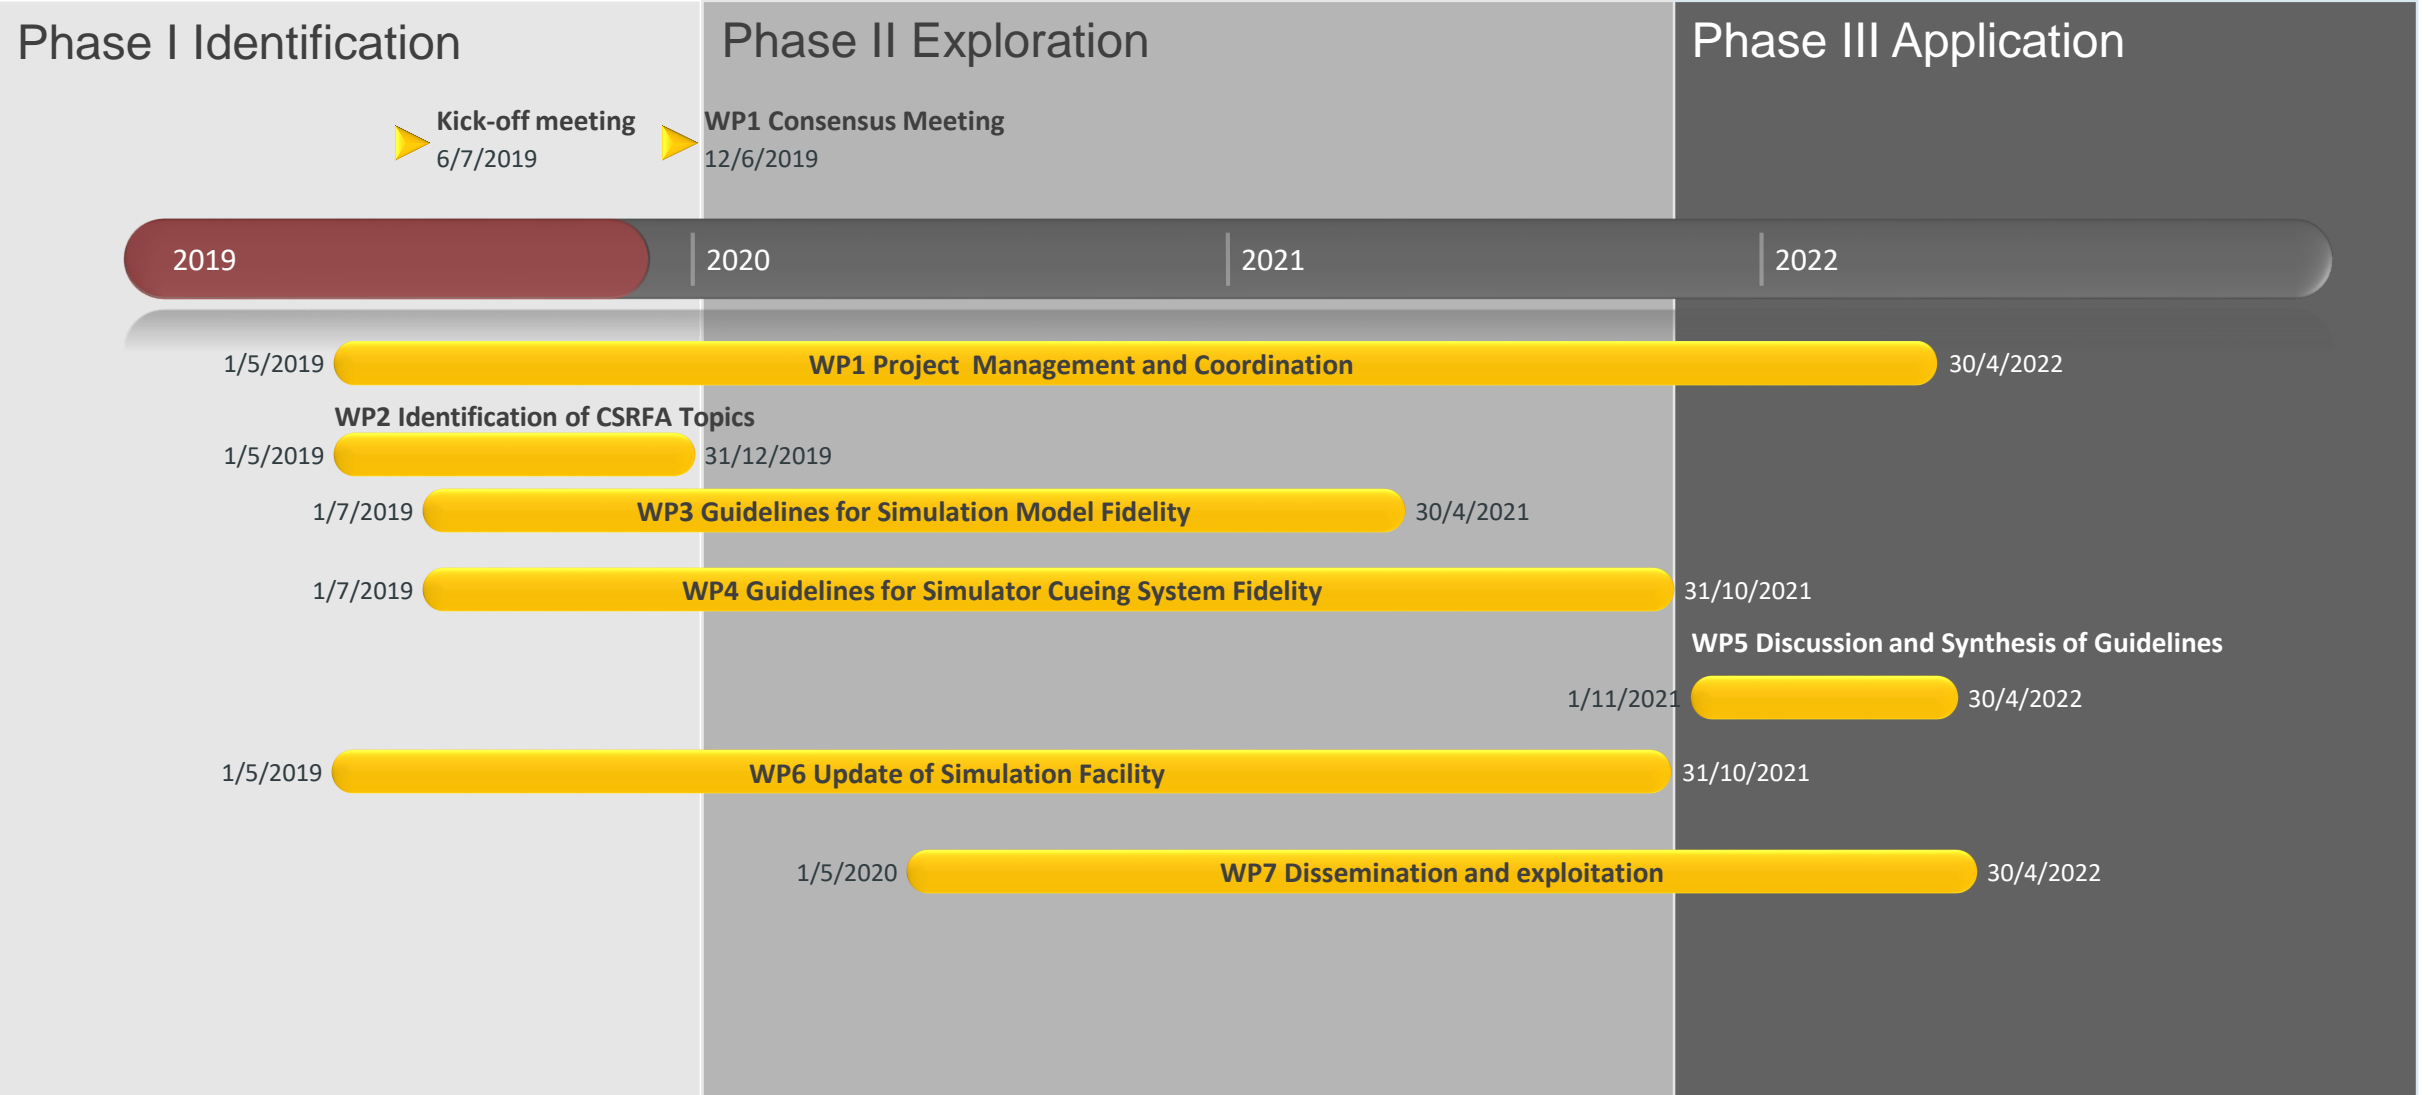 Phase I Identification
Phase II Exploration
Phase III Application
Kick-off meeting
6/7/2019
WP1 Consensus Meeting
12/6/2019
2019
2020
2021
2022
1/5/2019
WP1 Project  Management and Coordination
30/4/2022
WP2 Identification of CSRFA Topics
1/5/2019
31/12/2019
1/7/2019
WP3 Guidelines for Simulation Model Fidelity
30/4/2021
1/7/2019
WP4 Guidelines for Simulator Cueing System Fidelity
31/10/2021
WP5 Discussion and Synthesis of Guidelines
1/11/2021
30/4/2022
1/5/2019
WP6 Update of Simulation Facility
31/10/2021
1/5/2020
WP7 Dissemination and exploitation
30/4/2022